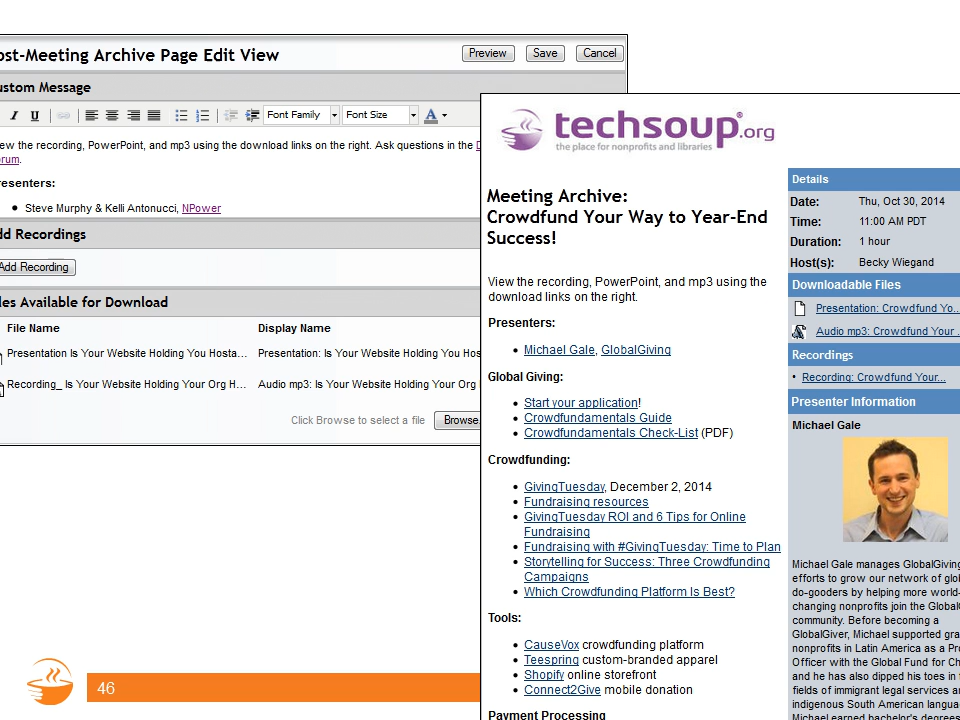 ost-Meeting Archive Page Edit View
Preview Save Cancel
ustom Message
I U Font Family Font Size A
ew the recording, PowerPoint, and mp3 using the download links on the right. Ask questions in the
rum.
resenters:
• Steve Murphy & Kelli Antonucci, NPower
dd Recordings
Add Recording
les Available for Download
File Name Display Name
Presentation Is Your Website Holding You Hosta... Presentation: Is Your Website Holding You Hos
Recording_ Is Your Website Holding Your Org H... Audio mp3: Is Your Website Holding Your Org
Click Browse to select a file Browse
techsoup®.org
the place for nonprofits and libraries
Meeting Archive:
Crowdfund Your Way to Year-End
Success!
View the recording, PowerPoint, and mp3 using the
download links on the right.
Presenters:
• Michael Gale, GlobalGiving
Global Giving:
• Start your application!
• Crowdfundamentals Guide
• Crowdfundamentals Check-List (PDF)
Crowdfunding:
• GivingTuesday, December 2, 2014
• Fundraising resources
• GivingTuesday ROI and 6 Tips for Online
Fundraising
• Fundraising with #GivingTuesday: Time to Plan
• Storytelling for Success: Three Crowdfunding
Campaigns
• Which Crowdfunding Platform Is Best?
Tools:
• CauseVox crowdfunding platform
• Teespring custom-branded apparel
• Shopify online storefront
• Connect2Give mobile donation
Payment Processing
Details
Date: Thu, Oct 30, 2014
Time: 11:00 AM PDT
Duration: 1 hour
Host(s): Becky Wiegand
Downloadable Files
Presentation: Crowdfund Yo...
Audio mp3: Crowdfund Your
Recordings
• Recording: Crowdfund Your...
Presenter Information
Michael Gale
Michael Gale manages GlobalGiving
efforts to grow our network of glo
do-gooders by helping more world-
changing nonprofits join the Global
community. Before becoming a
GlobalGiver, Michael supported gra
nonprofits in Latin America as a Pr
Officer with the Global Fund for Ch
and he has also dipped his toes in
fields of immigrant legal services a
indigenous South American langua
Michael earned bachelor's degrees
46